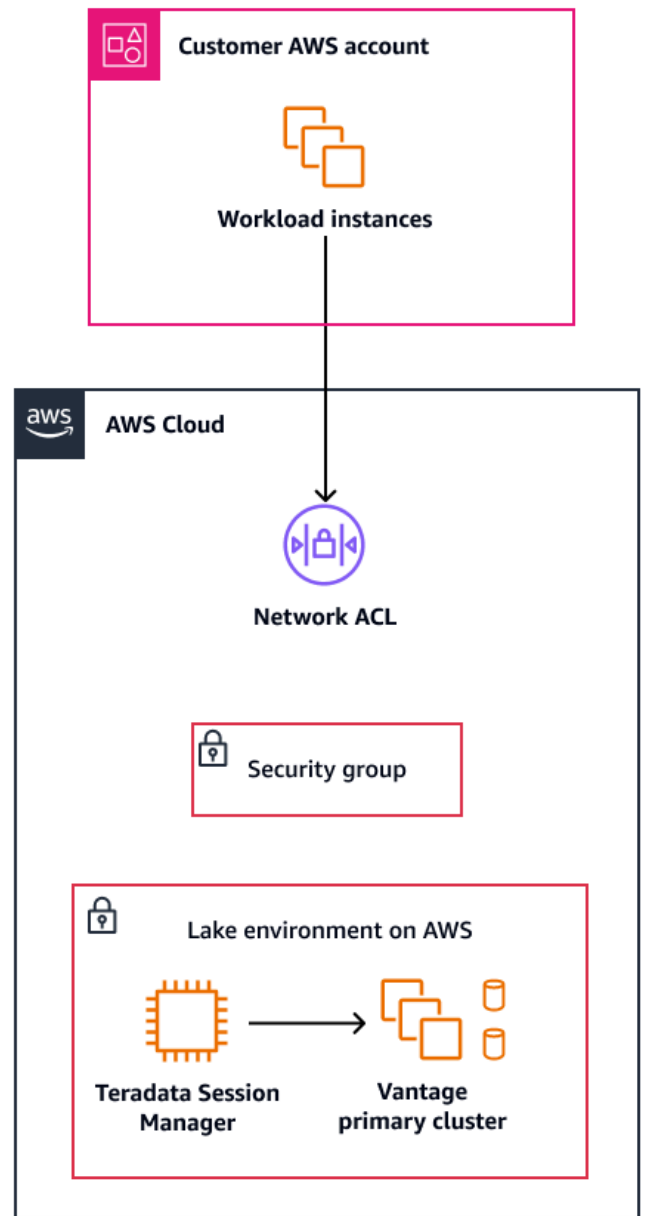 Customer AWS account
Workload instances
aws
AWS Cloud
Network ACL
Security group
Lake environment on AWS
Teradata Session
Manager
Vantage
primary cluster